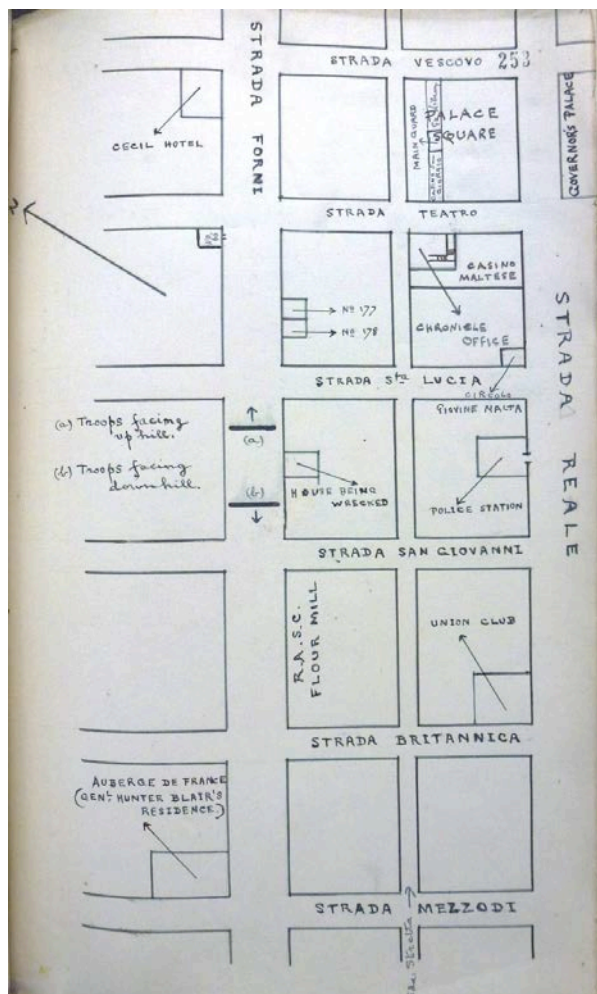 STRADA VESCOVO 253
STRADA FORNI
CECIL HOTEL
MAIN GUARD
PALACE
SQUARE
GOVERNOR'S PALACE
STRADA TEATRO
CASINO
MALTESE
CHRONICLE
OFFICE
No 177
No 178
STRADA REALE
STRADA Sta LUCIA
CIRCOLO
GIOVINE MALTA
(a) Troops facing
up hill.
(b) Troops facing
down hill.
(a)
(b)
HOUSE BEING
WRECKED
POLICE STATION
STRADA SAN GIOVANNI
R.A.S.C.
FLOUR MILL
UNION CLUB
STRADA BRITANNICA
AUBERGE DE FRANCE
(GENL HUNTER BLAIR'S
RESIDENCE.)
STRADA MEZZODI